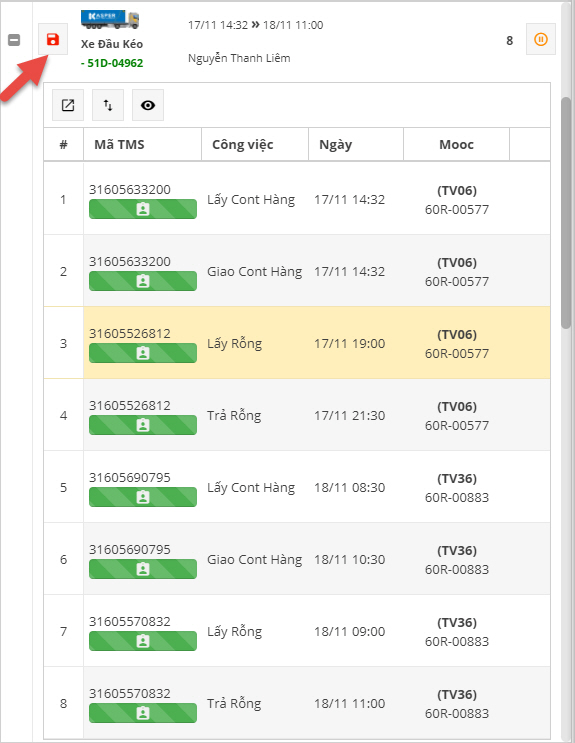 KASPER
17/11 14:32 » 18/11 11:00
Xe Đầu Kéo
8
- 51D-04962
Nguyễn Thanh Liêm
# Mã TMS Công việc Ngày Mooc
1 31605633200 Lấy Cont Hàng 17/11 14:32 (TV06)
60R-00577
2 31605633200 Giao Cont Hàng 17/11 14:32 (TV06)
60R-00577
3 31605526812 Lấy Rỗng 17/11 19:00 (TV06)
60R-00577
4 31605526812 Trả Rỗng 17/11 21:30 (TV06)
60R-00577
5 31605690795 Lấy Cont Hàng 18/11 08:30 (TV36)
60R-00883
6 31605690795 Giao Cont Hàng 18/11 10:30 (TV36)
60R-00883
7 31605570832 Lấy Rỗng 18/11 09:00 (TV36)
60R-00883
8 31605570832 Trả Rỗng 18/11 11:00 (TV36)
60R-00883